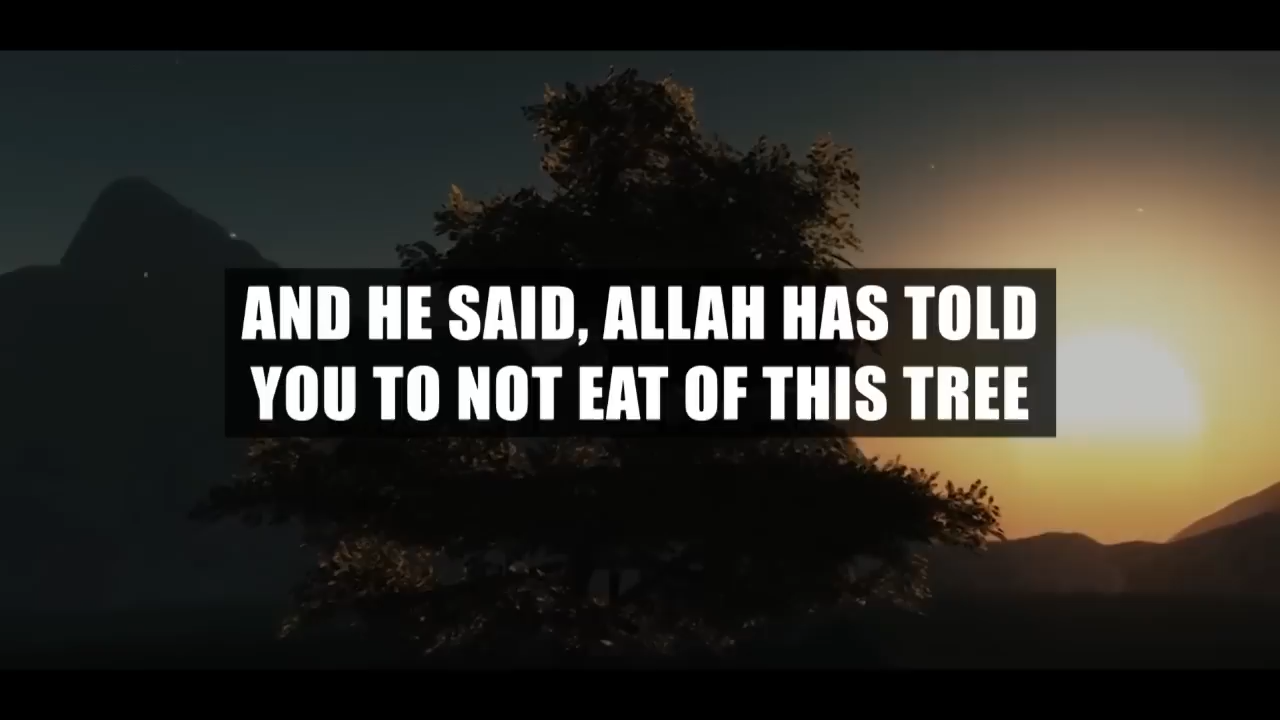 AND HE SAID, ALLAH HAS TOLD
YOU TO NOT EAT OF THIS TREE